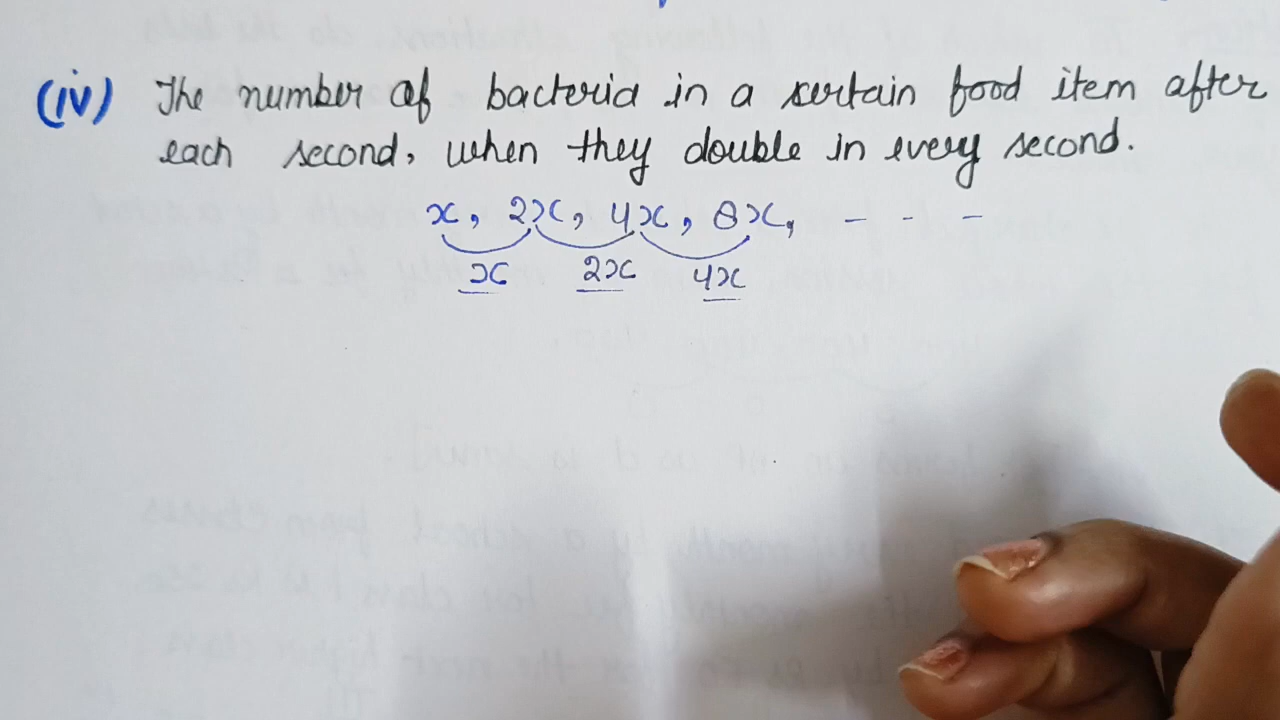 (iv) The number of bacteria in a certain food item after
each second, when they double in every second.
x, 2x, 4x, 8x, - - -
x 2x 4x